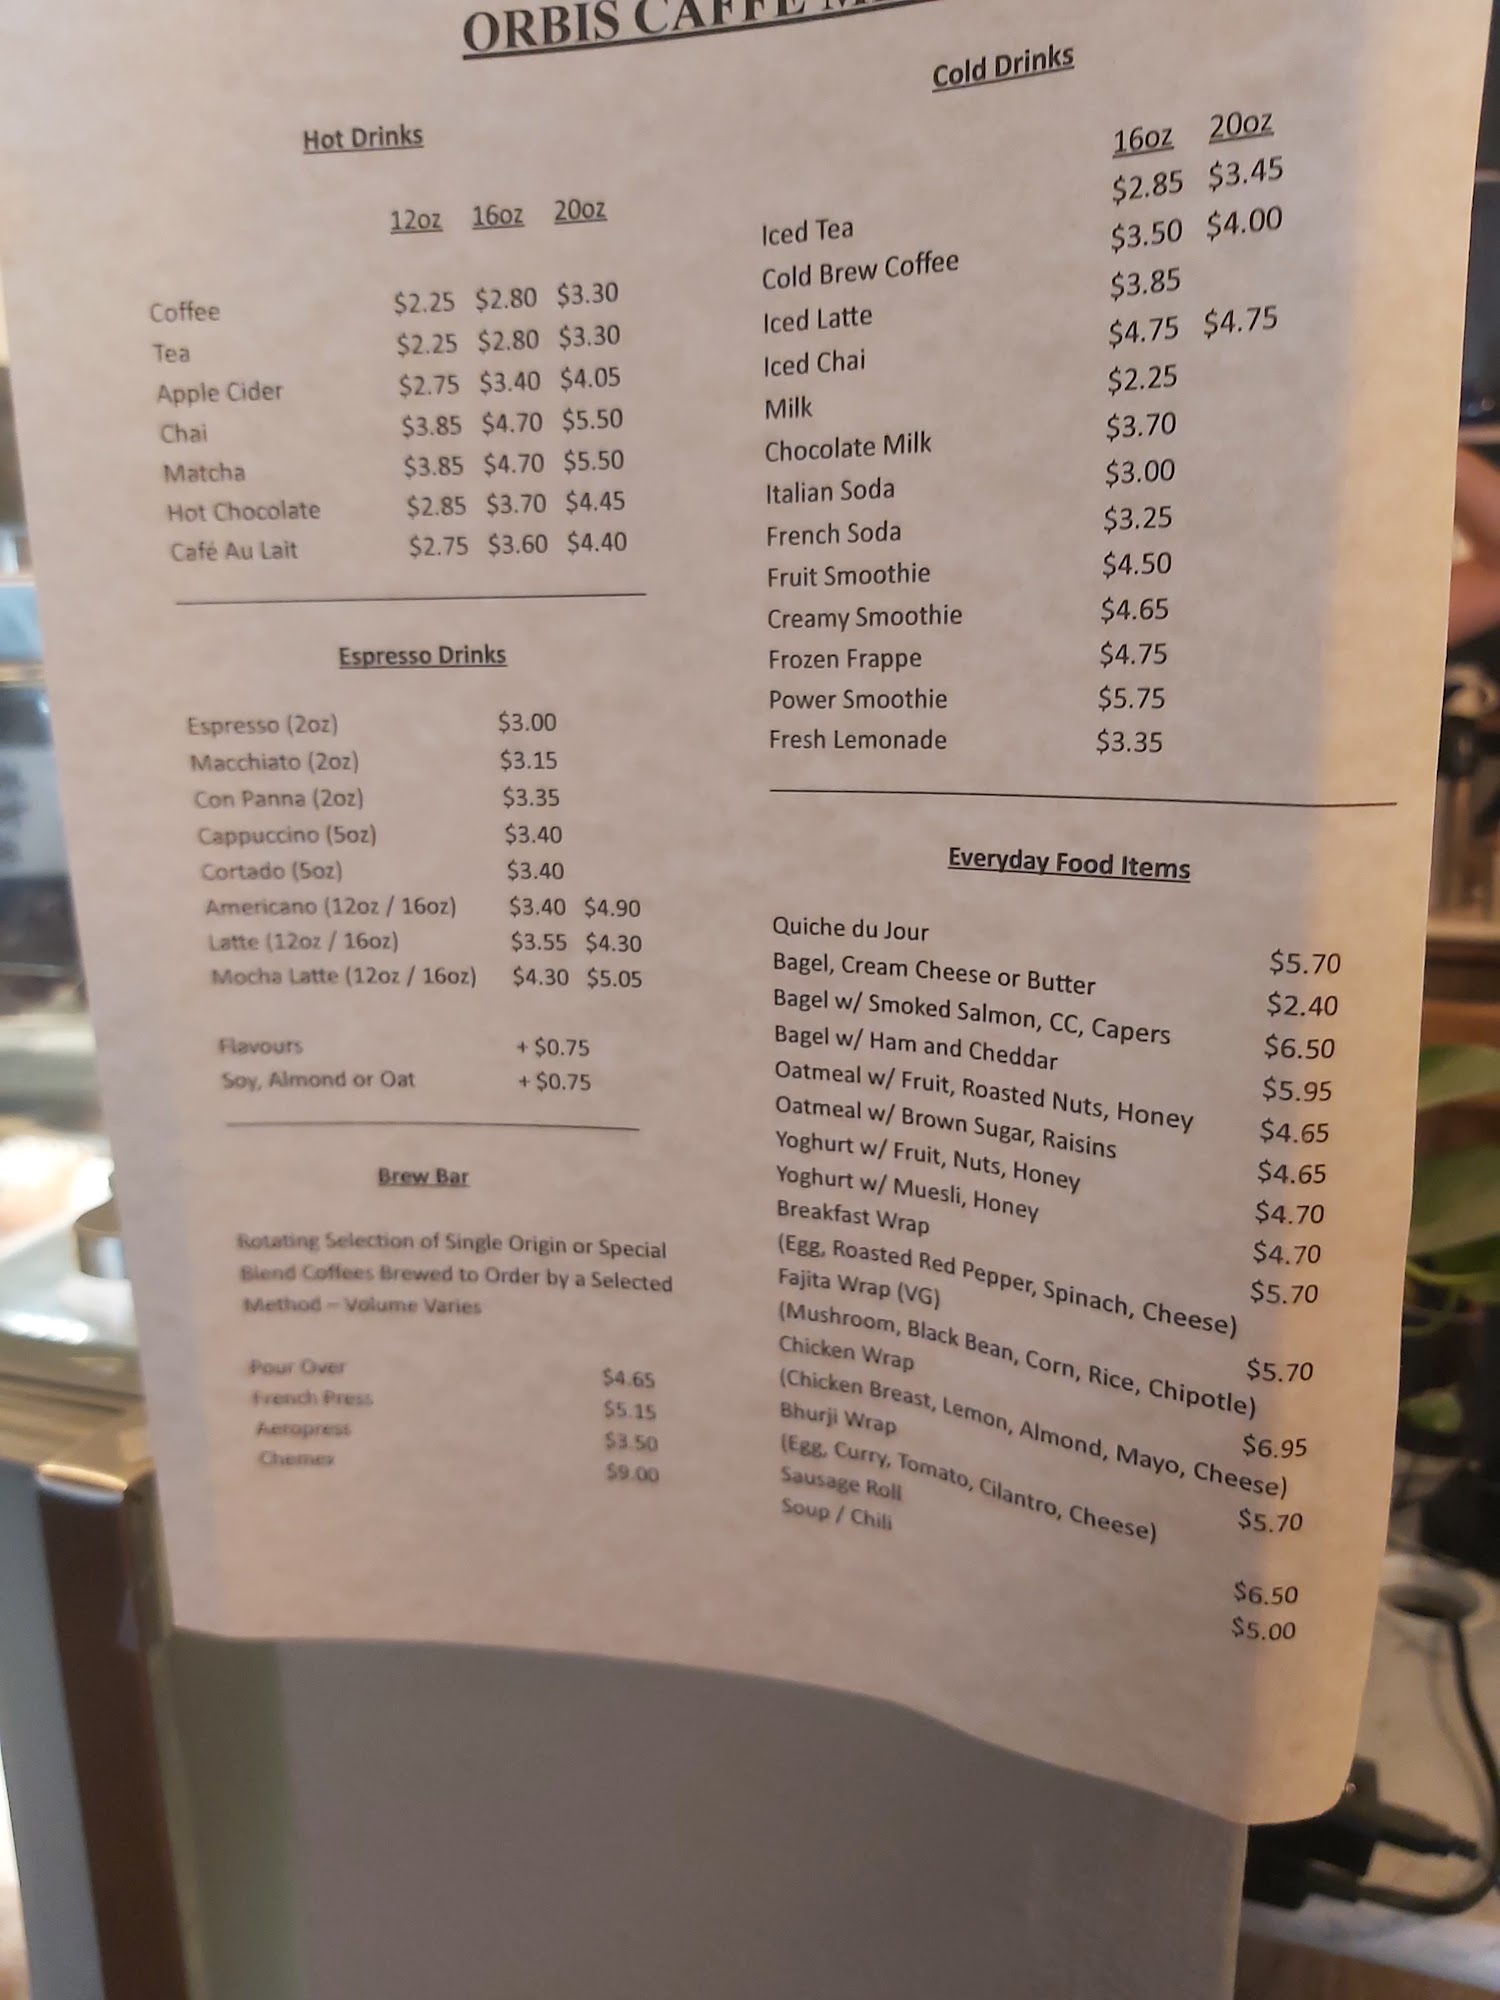 ORBIS CAFFE
Hot Drinks
12oz 16oz 20oz
Coffee $2.25 $2.80 $3.30
Tea $2.25 $2.80 $3.30
Apple Cider $2.75 $3.40 $4.05
Chai $3.85 $4.70 $5.50
Matcha $3.85 $4.70 $5.50
Hot Chocolate $2.85 $3.70 $4.45
Café Au Lait $2.75 $3.60 $4.40
Espresso Drinks
Espresso (2oz) $3.00
Macchiato (2oz) $3.15
Con Panna (2oz) $3.35
Cappuccino (5oz) $3.40
Cortado (5oz) $3.40
Americano (12oz / 16oz) $3.40 $4.90
Latte (12oz / 16oz) $3.55 $4.30
Mocha Latte (12oz / 16oz) $4.30 $5.05
Flavours + $0.75
Soy, Almond or Oat + $0.75
Brew Bar
Rotating Selection of Single Origin or Special
Blend Coffees Brewed to Order by a Selected
Method – Volume Varies
Pour Over $4.65
French Press $5.15
Aeropress $3.50
Chemex $9.00
Cold Drinks
16oz 20oz
Iced Tea $2.85 $3.45
Cold Brew Coffee $3.50 $4.00
Iced Latte $3.85
Iced Chai $4.75 $4.75
Milk $2.25
Chocolate Milk $3.70
Italian Soda $3.00
French Soda $3.25
Fruit Smoothie $4.50
Creamy Smoothie $4.65
Frozen Frappe $4.75
Power Smoothie $5.75
Fresh Lemonade $3.35
Everyday Food Items
Quiche du Jour $5.70
Bagel, Cream Cheese or Butter $2.40
Bagel w/ Smoked Salmon, CC, Capers $6.50
Bagel w/ Ham and Cheddar $5.95
Oatmeal w/ Fruit, Roasted Nuts, Honey $4.65
Oatmeal w/ Brown Sugar, Raisins $4.65
Yoghurt w/ Fruit, Nuts, Honey $4.70
Yoghurt w/ Muesli, Honey $4.70
Breakfast Wrap $5.70
(Egg, Roasted Red Pepper, Spinach, Cheese)
Fajita Wrap (VG) $5.70
(Mushroom, Black Bean, Corn, Rice, Chipotle)
Chicken Wrap $6.95
(Chicken Breast, Lemon, Almond, Mayo, Cheese)
Bhurji Wrap $5.70
(Egg, Curry, Tomato, Cilantro, Cheese)
Sausage Roll $6.50
Soup / Chili $5.00